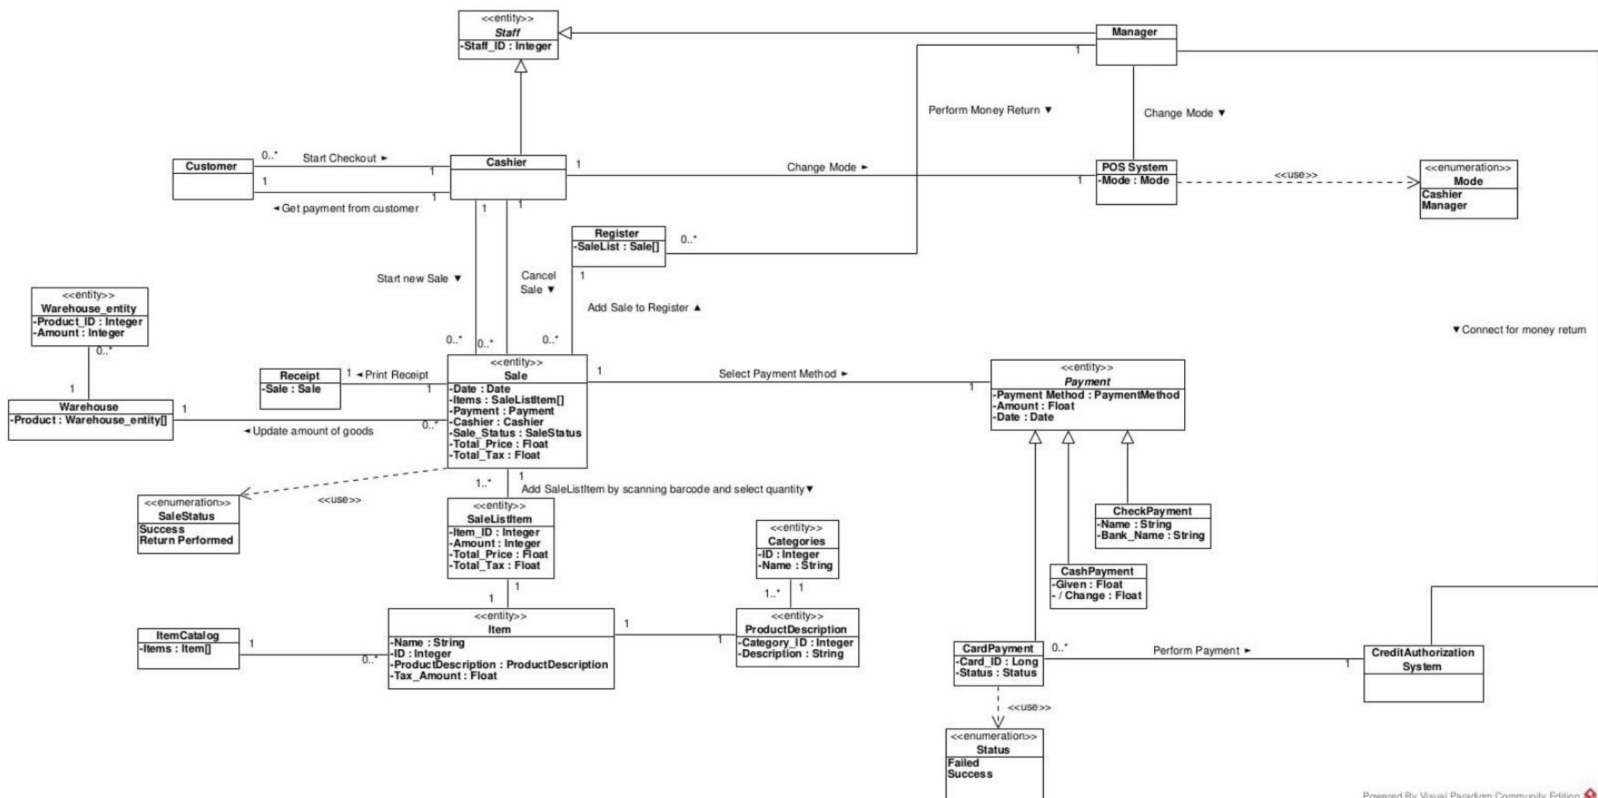 <<entity>>
Staff
-Staff_ID : Integer
Manager
1
Perform Money Return ▼
Change Mode ▼
Customer
0..*
Start Checkout ►
1
Cashier
1
Change Mode ►
1
POS System
-Mode : Mode
<<use>>
<<enumeration>>
Mode
Cashier
Manager
1
◄ Get payment from customer
1
1
1
Register
-SaleList : Sale[]
0..*
1
Start new Sale ▼
Cancel
Sale ▼
Add Sale to Register ▲
<<entity>>
Warehouse_entity
-Product_ID : Integer
-Amount : Integer
0..*
1
▼ Connect for money return
0..*
0..*
0..*
Receipt
-Sale : Sale
1
◄ Print Receipt
1
<<entity>>
Sale
-Date : Date
-Items : SaleListItem[]
-Payment : Payment
-Cashier : Cashier
-Sale_Status : SaleStatus
-Total_Price : Float
-Total_Tax : Float
1
Select Payment Method ►
1
<<entity>>
Payment
-Payment Method : PaymentMethod
-Amount : Float
-Date : Date
Warehouse
-Product : Warehouse_entity[]
1
◄ Update amount of goods
0..*
<<use>>
1..*
1
Add SaleListItem by scanning barcode and select quantity▼
<<enumeration>>
SaleStatus
Success
Return Performed
<<entity>>
SaleListItem
-Item_ID : Integer
-Amount : Integer
-Total_Price : Float
-Total_Tax : Float
<<entity>>
Categories
-ID : Integer
-Name : String
CheckPayment
-Name : String
-Bank_Name : String
CashPayment
-Given : Float
- / Change : Float
1
1
1..*
1
ItemCatalog
-Items : Item[]
1
0..*
<<entity>>
Item
-Name : String
-ID : Integer
-ProductDescription : ProductDescription
-Tax_Amount : Float
1
1
<<entity>>
ProductDescription
-Category_ID : Integer
-Description : String
CardPayment
-Card_ID : Long
-Status : Status
0..*
Perform Payment ►
1
CreditAuthorization
System
<<use>>
<<enumeration>>
Status
Failed
Success
Powered By Visual Paradigm Community Edition